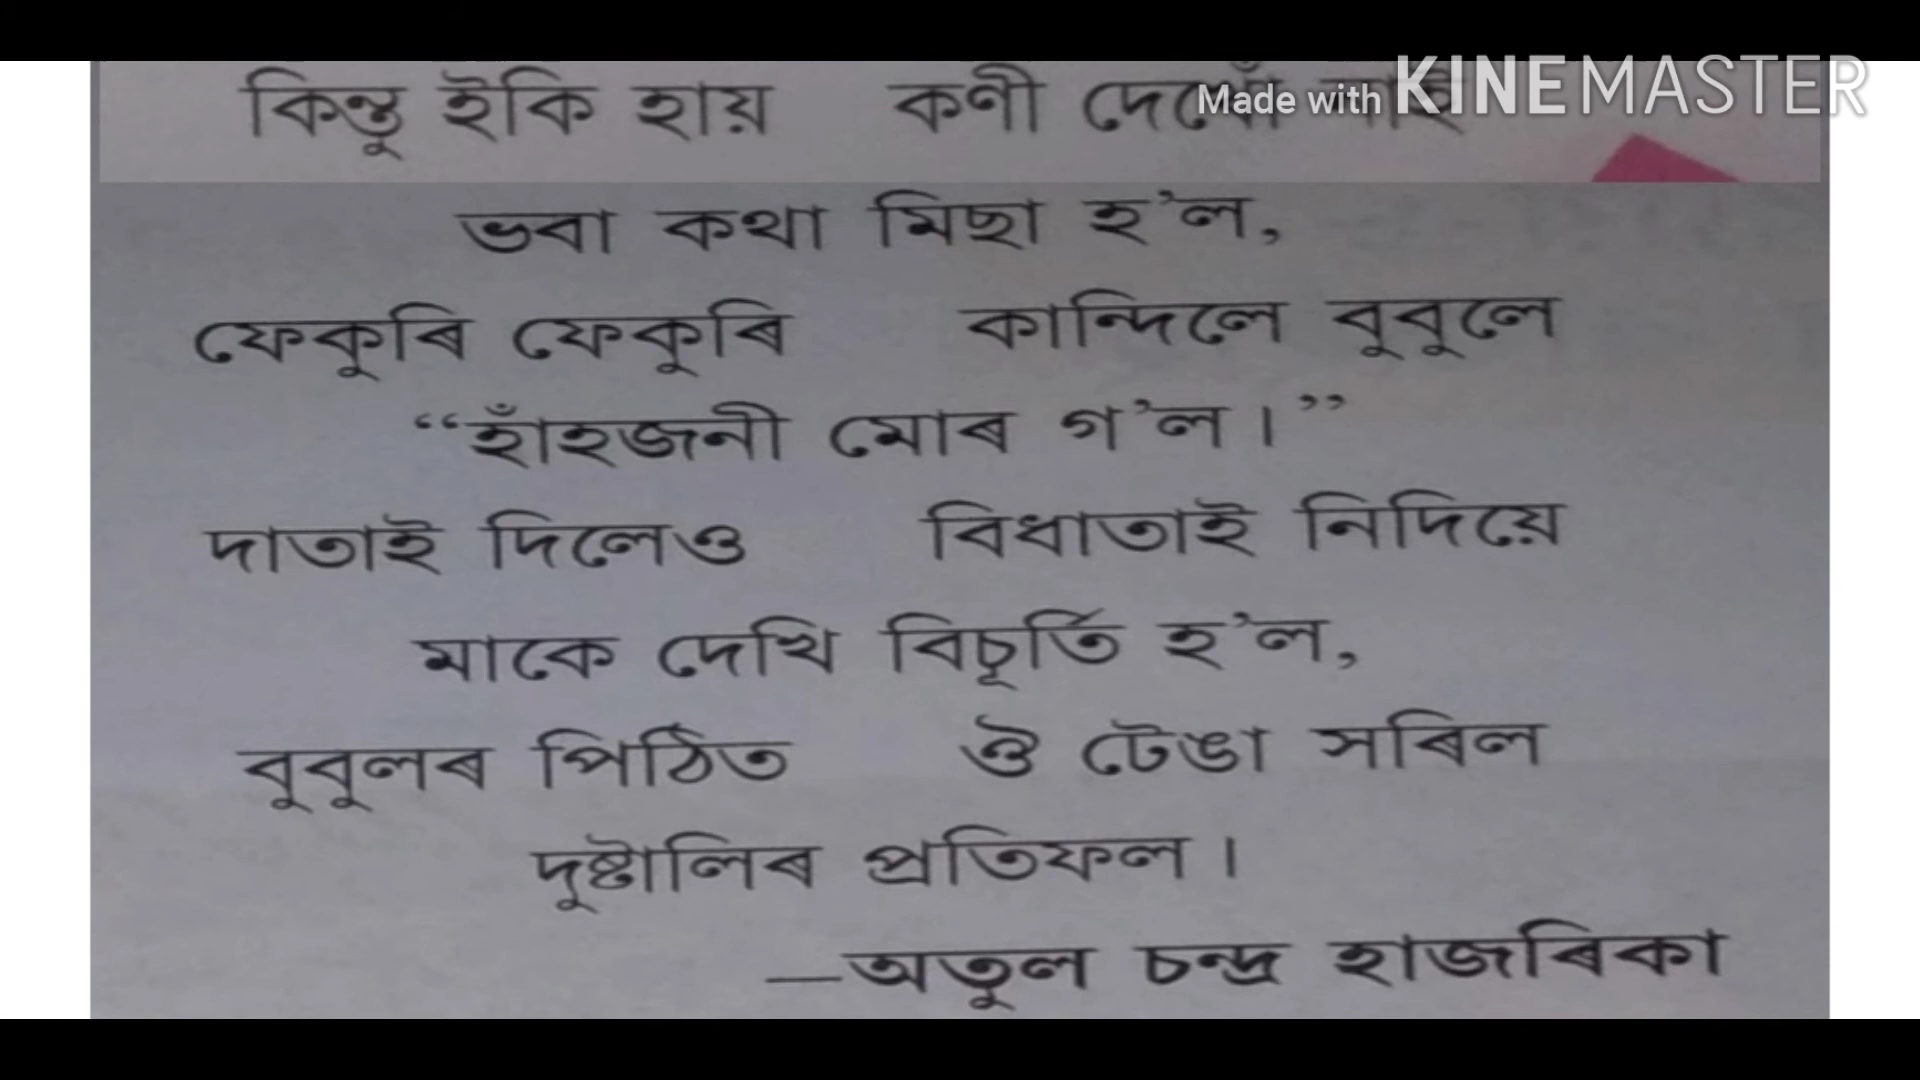 Made with KINEMASTER
কিন্তু ইকি হায় কণী দেখোঁ নাই
ভবা কথা মিছা হ'ল,
ফেকুৰি ফেকুৰি কান্দিলে বুবুলে
“হাঁহজনী মোৰ গ'ল।”
দাতাই দিলেও বিধাতাই নিদিয়ে
মাকে দেখি বিচূৰ্তি হ'ল,
বুবুলৰ পিঠিত ঔ টেঙা সৰিল
দুষ্টালিৰ প্ৰতিফল।
—অতুল চন্দ্ৰ হাজৰিকা